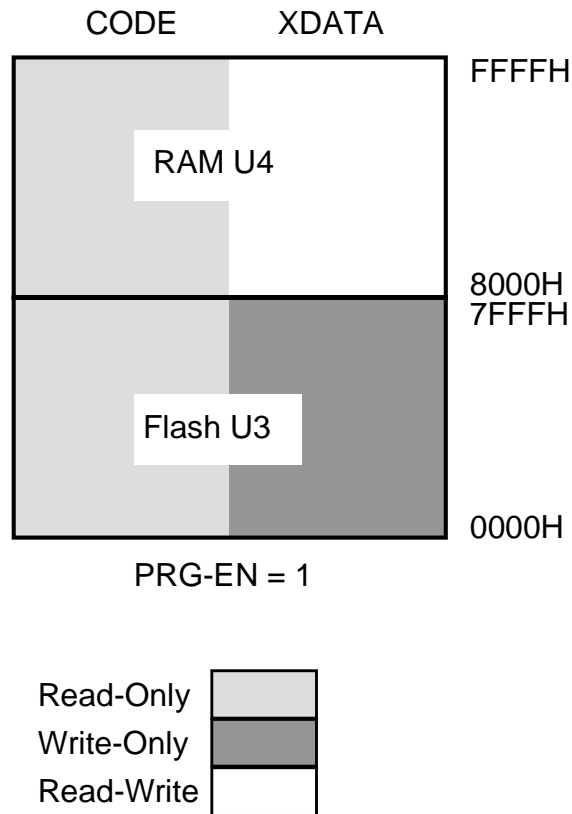 CODE XDATA
FFFFH
RAM U4
8000H
7FFFH
Flash U3
0000H
PRG-EN = 1
Read-Only
Write-Only
Read-Write